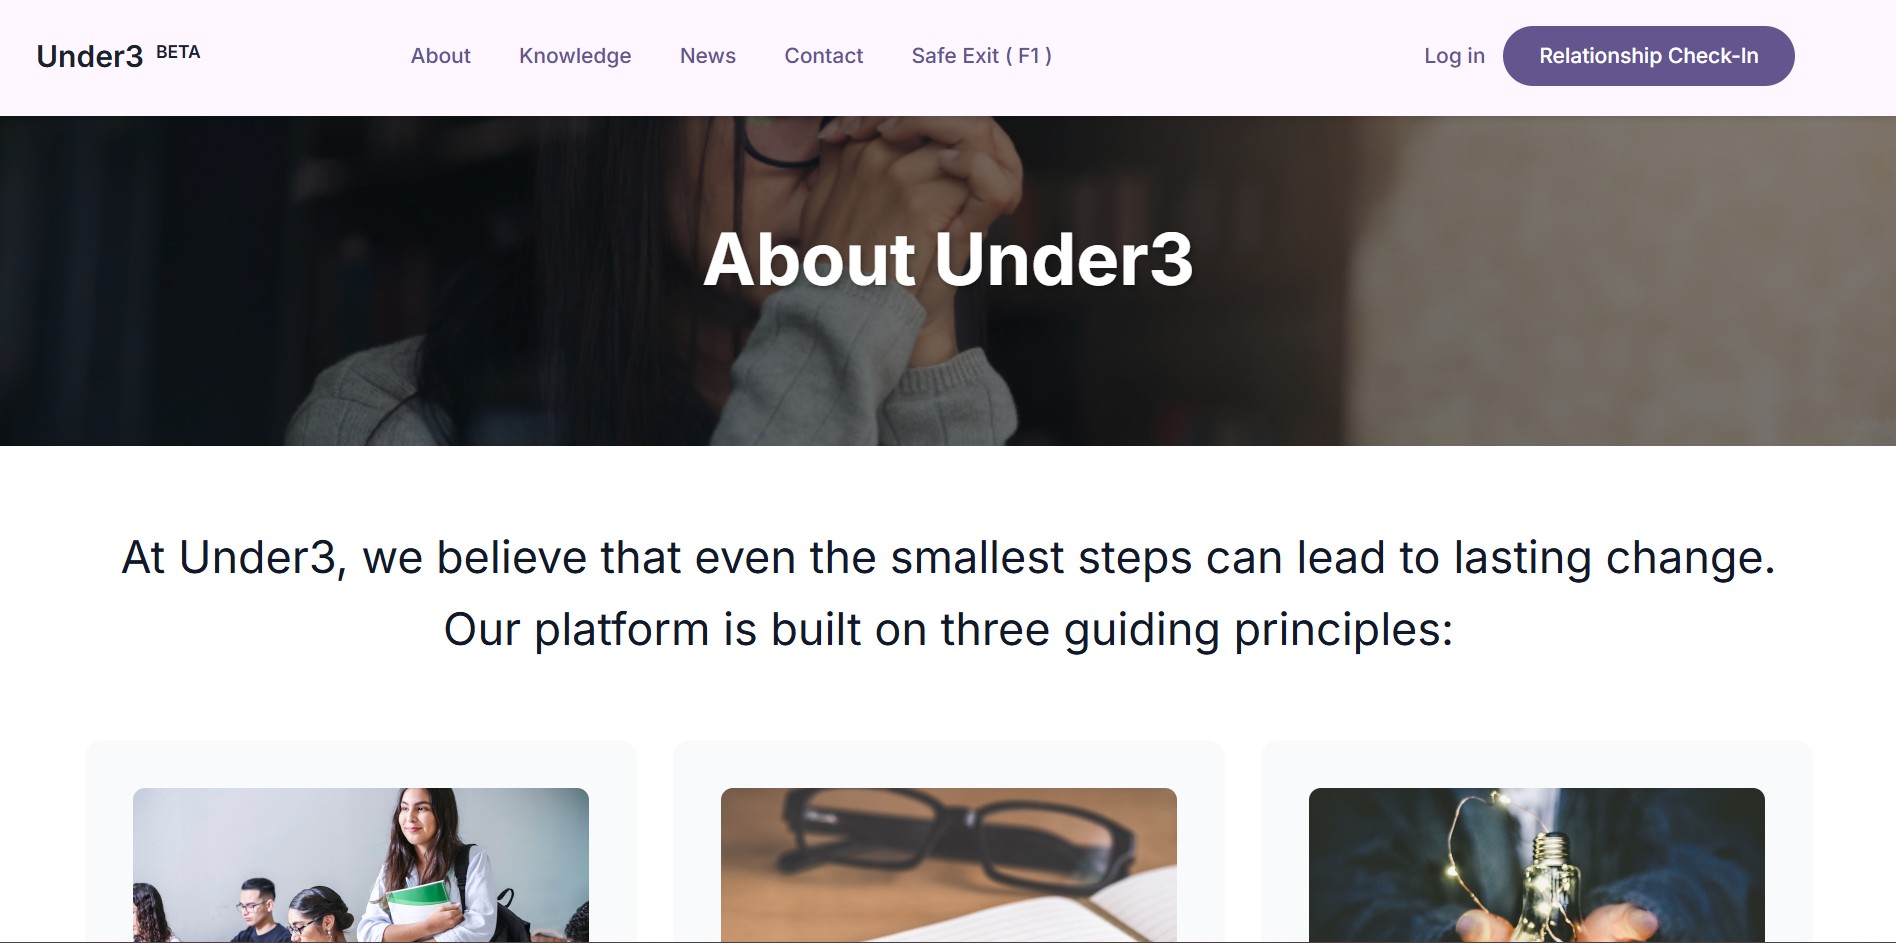 Under3 BETA
About Knowledge News Contact Safe Exit ( F1 )
Log in Relationship Check-In
About Under3
At Under3, we believe that even the smallest steps can lead to lasting change.
Our platform is built on three guiding principles: